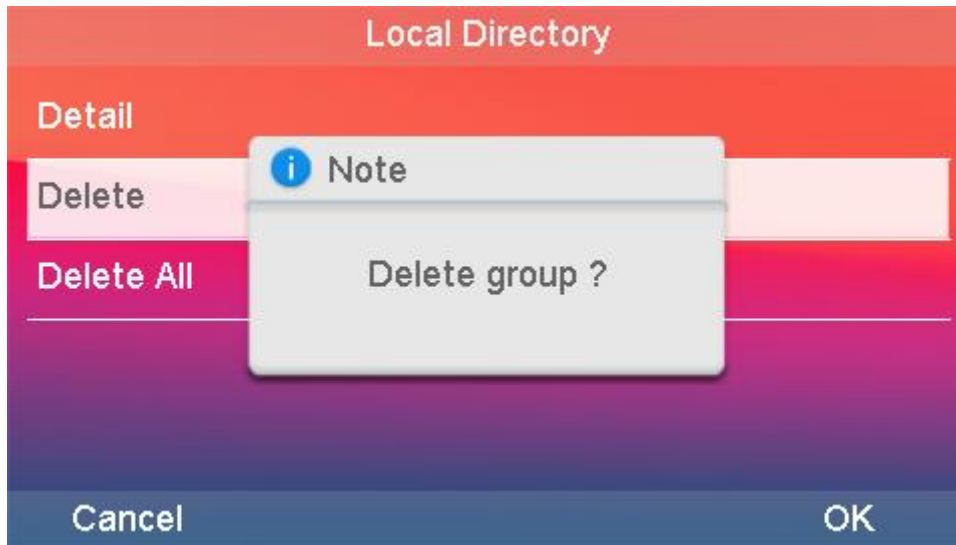 Local Directory
Detail
Note
Delete
Delete group ?
Delete All
Cancel OK